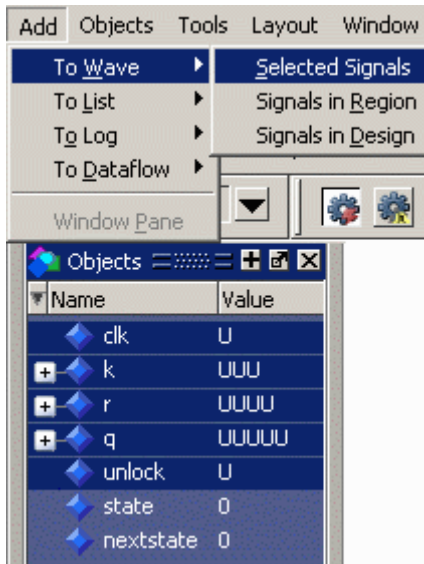 Add Objects Tools Layout Window
To Wave Selected Signals
To List Signals in Region
To Log Signals in Design
To Dataflow
Window Pane
Objects
Name Value
clk U
k UUU
r UUUU
q UUUUU
unlock U
state 0
nextstate 0